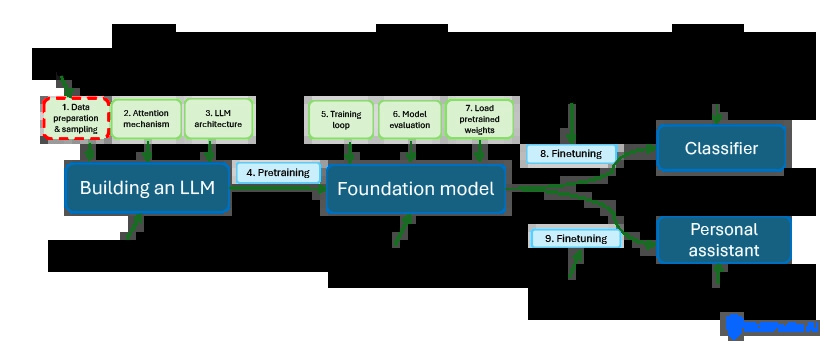 1. Data
preparation
& sampling
2. Attention
mechanism
3. LLM
architecture
5. Training
loop
6. Model
evaluation
7. Load
pretrained
weights
8. Finetuning
Classifier
4. Pretraining
Building an LLM
Foundation model
9. Finetuning
Personal
assistant